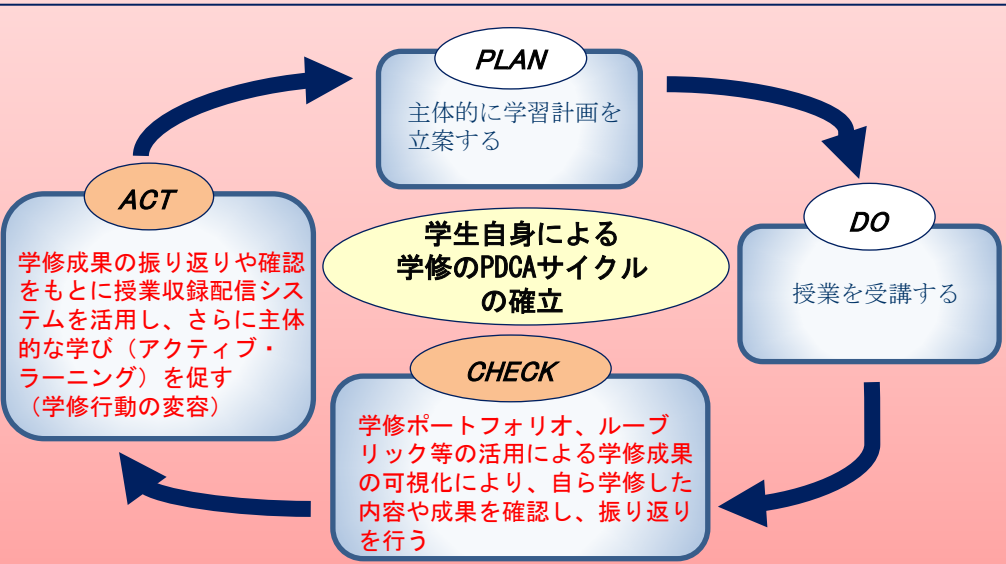 PLAN
主体的に学習計画を
立案する
DO
授業を受講する
学生自身による
学修のPDCAサイクル
の確立
CHECK
学修ポートフォリオ、ルーブ
リック等の活用による学修成果
の可視化により、自ら学修した
内容や成果を確認し、振り返り
を行う
ACT
学修成果の振り返りや確認
をもとに授業収録配信シス
テムを活用し、さらに主体
的な学び（アクティブ・
ラーニング）を促す
（学修行動の変容）